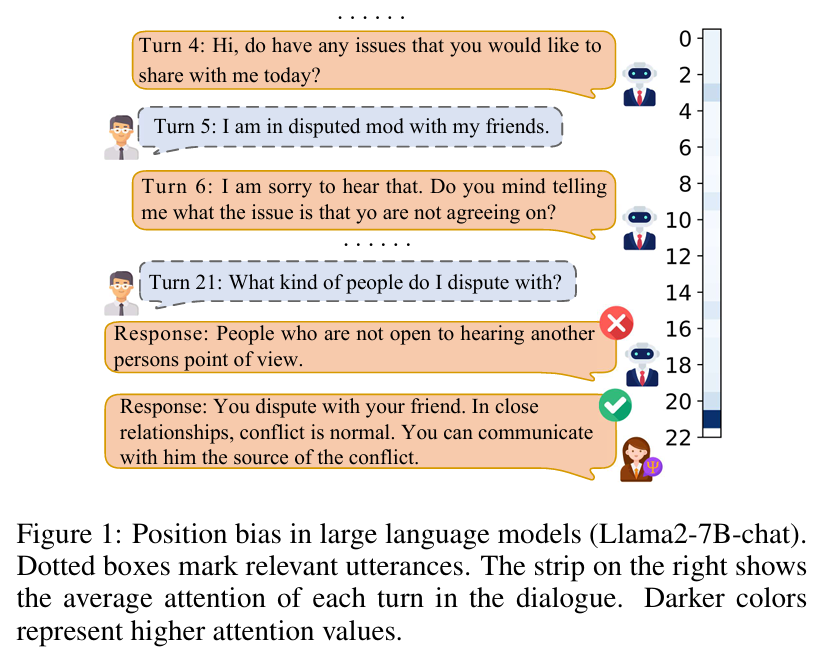 . . . . . .
Turn 4: Hi, do have any issues that you would like to
share with me today?
Turn 5: I am in disputed mod with my friends.
Turn 6: I am sorry to hear that. Do you mind telling
me what the issue is that yo are not agreeing on?
. . . . . .
Turn 21: What kind of people do I dispute with?
Response: People who are not open to hearing another
persons point of view.
Response: You dispute with your friend. In close
relationships, conflict is normal. You can communicate
with him the source of the conflict.
Ψ
0
2
4
6
8
10
12
14
16
18
20
22
Figure 1: Position bias in large language models (Llama2-7B-chat).
Dotted boxes mark relevant utterances. The strip on the right shows
the average attention of each turn in the dialogue. Darker colors
represent higher attention values.